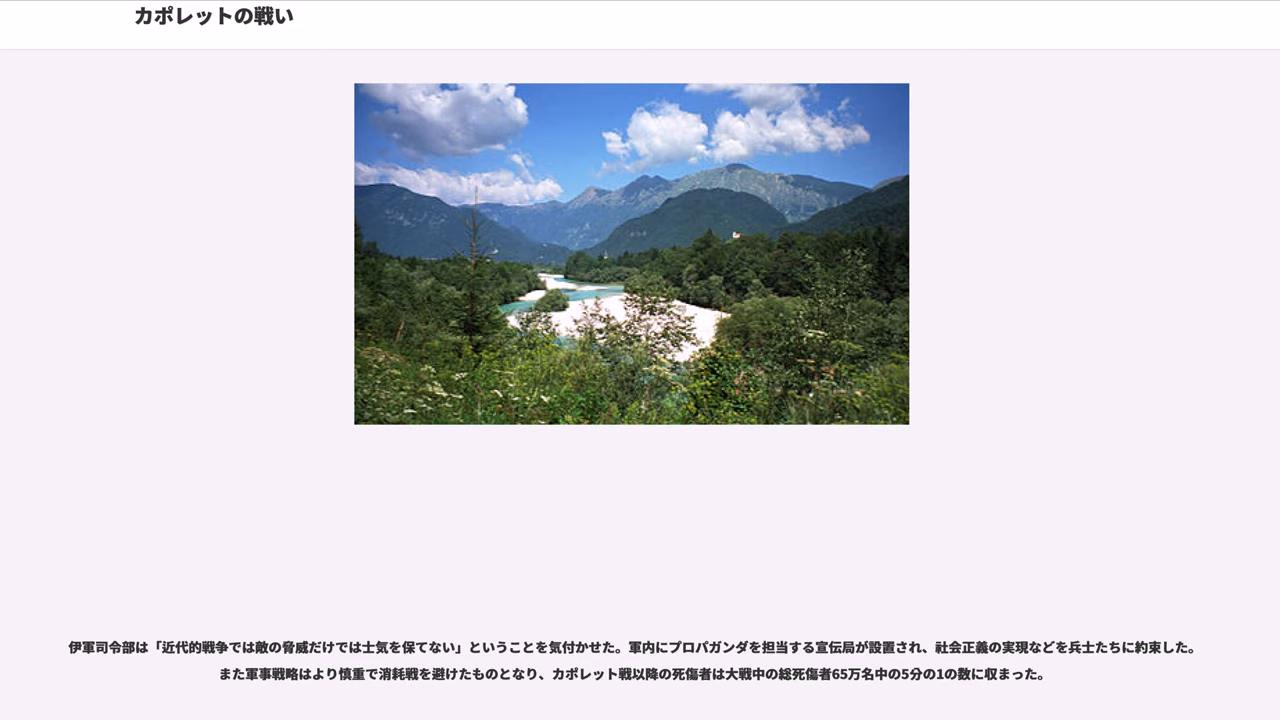 カポレットの戦い
伊軍司令部は「近代的戦争では敵の脅威だけでは士気を保てない」ということを気付かせた。軍内にプロパガンダを担当する宣伝局が設置され、社会正義の実現などを兵士たちに約束した。
また軍事戦略はより慎重で消耗戦を避けたものとなり、カポレット戦以降の死傷者は大戦中の総死傷者65万名中の5分の1の数に収まった。